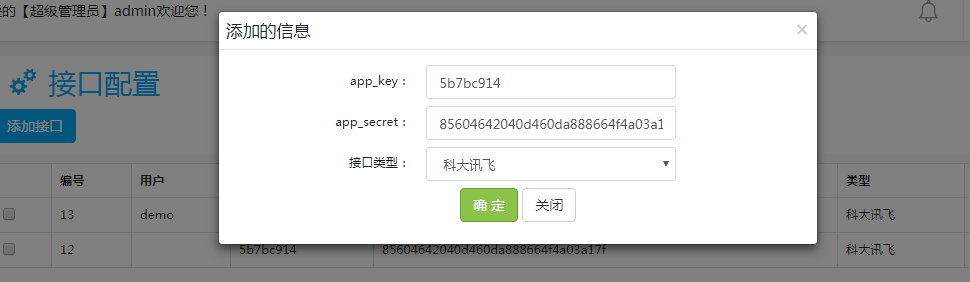 的【超级管理员】admin欢迎您！
添加的信息 ×
接口配置
app_key： 5b7bc914
添加接口
app_secret： 85604642040d460da888664f4a03a1
接口类型： 科大讯飞
确 定 关闭
编号 用户 类型
13 demo 科大讯飞
12 5b7bc914 85604642040d460da888664f4a03a17f 科大讯飞